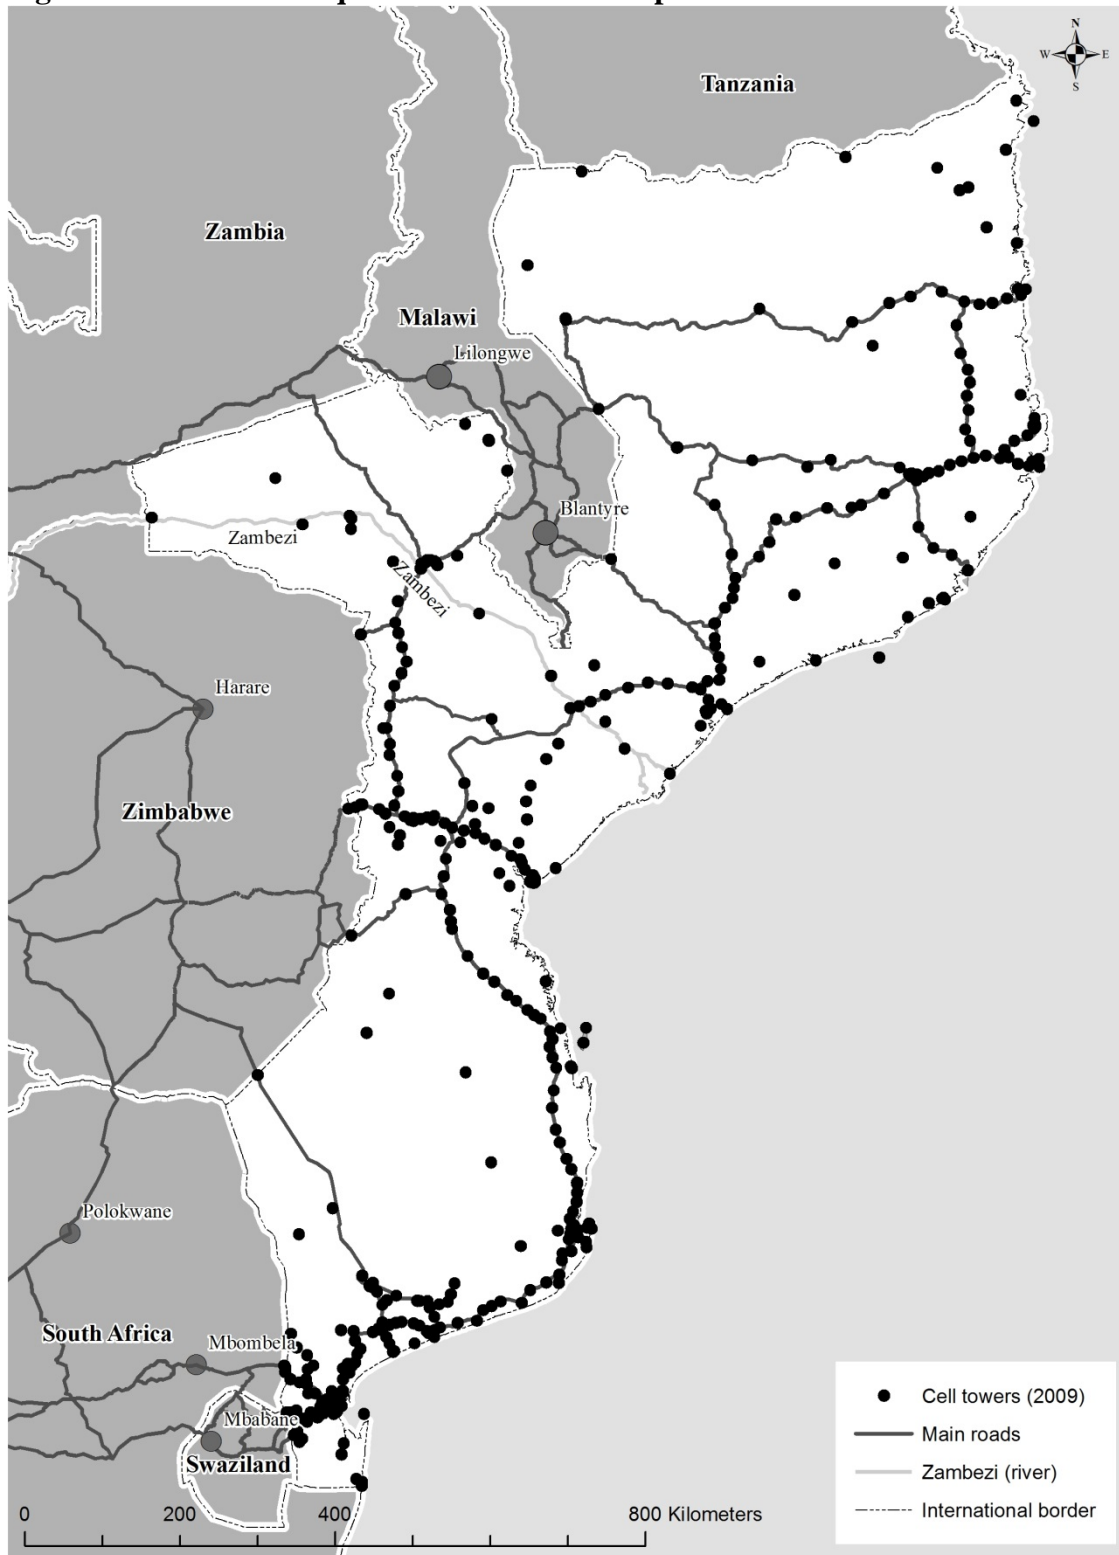 N
W E
S
Tanzania
Zambia
Malawi
Lilongwe
Blantyre
Zambezi
Zambezi
Harare
Zimbabwe
Polokwane
South Africa
Mbombela
Mbabane
Swaziland
Cell towers (2009)
Main roads
Zambezi (river)
International border
0 200 400 800 Kilometers